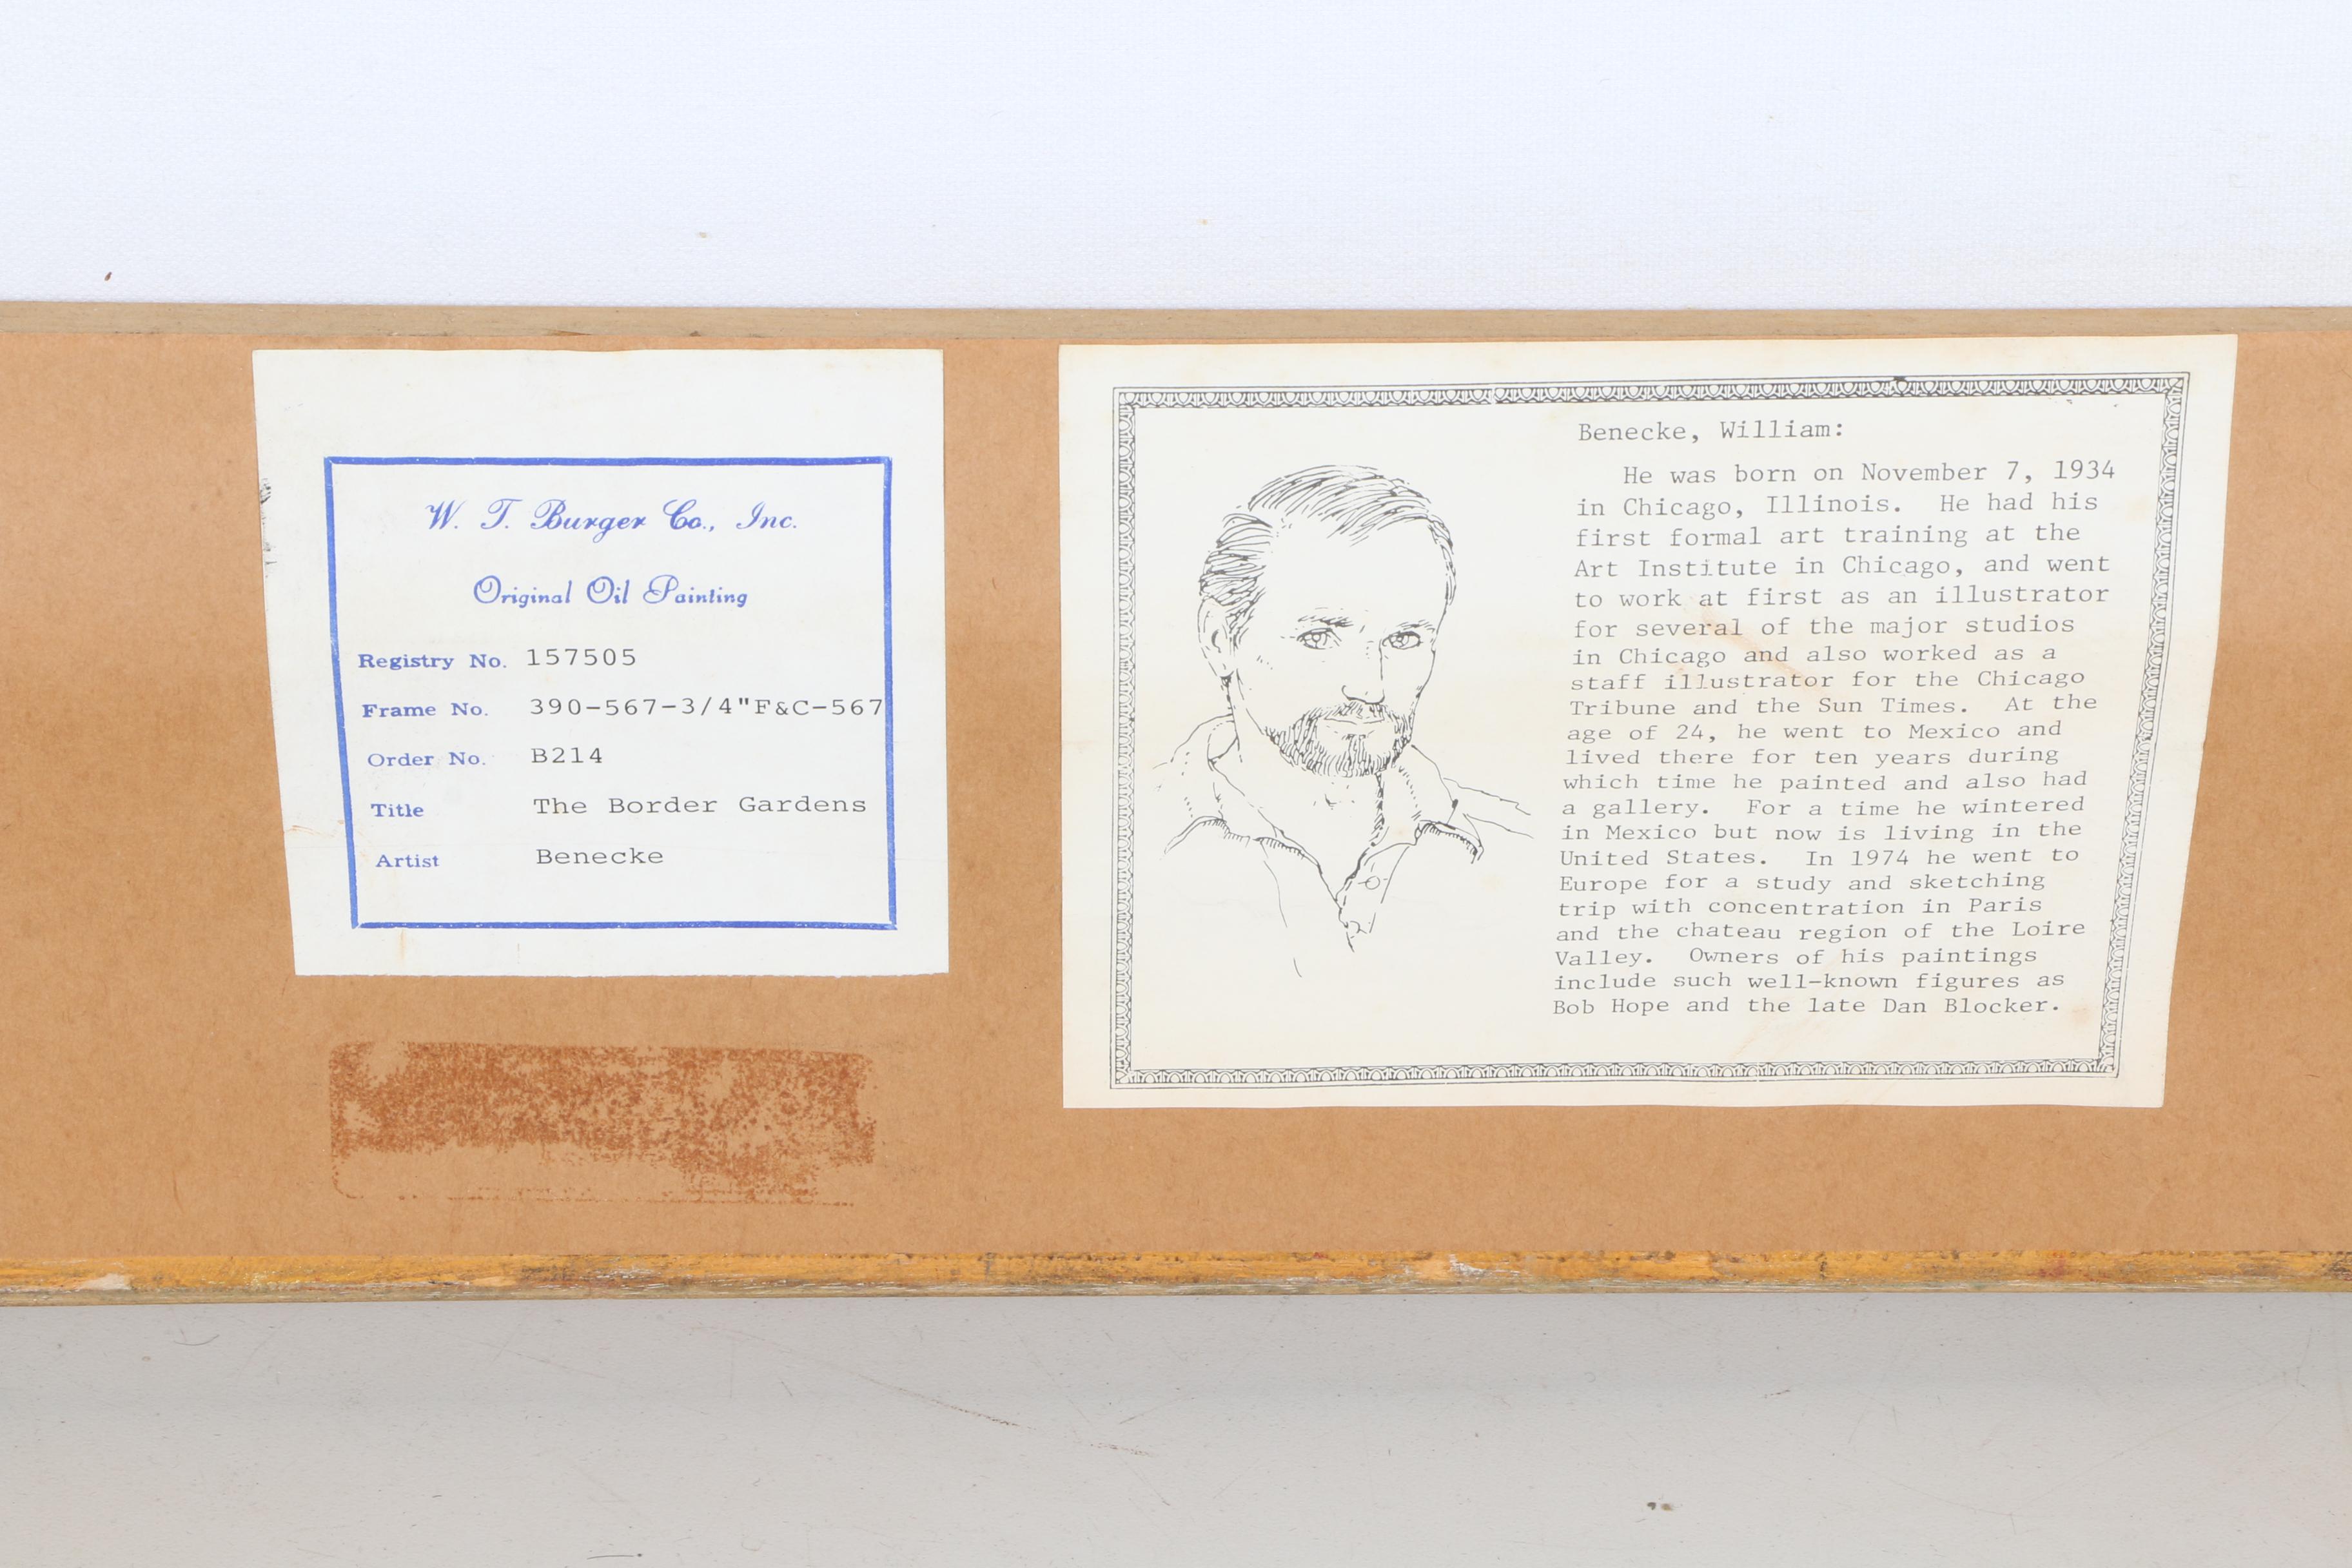 W. T. Burger Co., Inc.
Original Oil Painting
Registry No. 157505
Frame No. 390-567-3/4"F&C-567
Order No. B214
Title The Border Gardens
Artist Benecke
Benecke, William:
He was born on November 7, 1934
in Chicago, Illinois. He had his
first formal art training at the
Art Institute in Chicago, and went
to work at first as an illustrator
for several of the major studios
in Chicago and also worked as a
staff illustrator for the Chicago
Tribune and the Sun Times. At the
age of 24, he went to Mexico and
lived there for ten years during
which time he painted and also had
a gallery. For a time he wintered
in Mexico but now is living in the
United States. In 1974 he went to
Europe for a study and sketching
trip with concentration in Paris
and the chateau region of the Loire
Valley. Owners of his paintings
include such well-known figures as
Bob Hope and the late Dan Blocker.